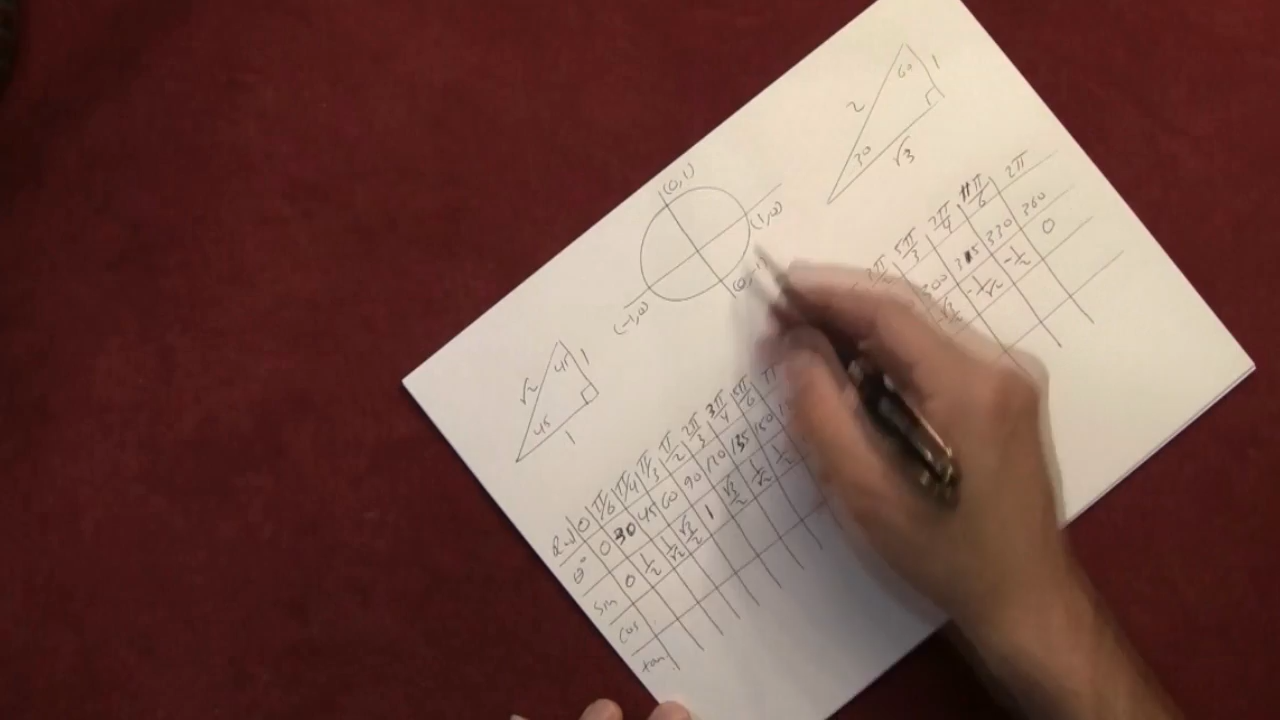 60
1
2
30
√3
(0,1)
(1,0)
(-1,0)
45
1
√2
45
1
Rad 0 π/6 π/4 π/3 π/2 2π/3 3π/4 5π/6 π 5π/3 7π/4 11π/6 2π
θ° 0 30 45 60 90 120 135 150 300 315 330 360
Sin 0 1/2 1/√2 √3/2 1 √3/2 1/√2 1/2 -√3/2 -1/√2 -1/2 0
Cos
tan